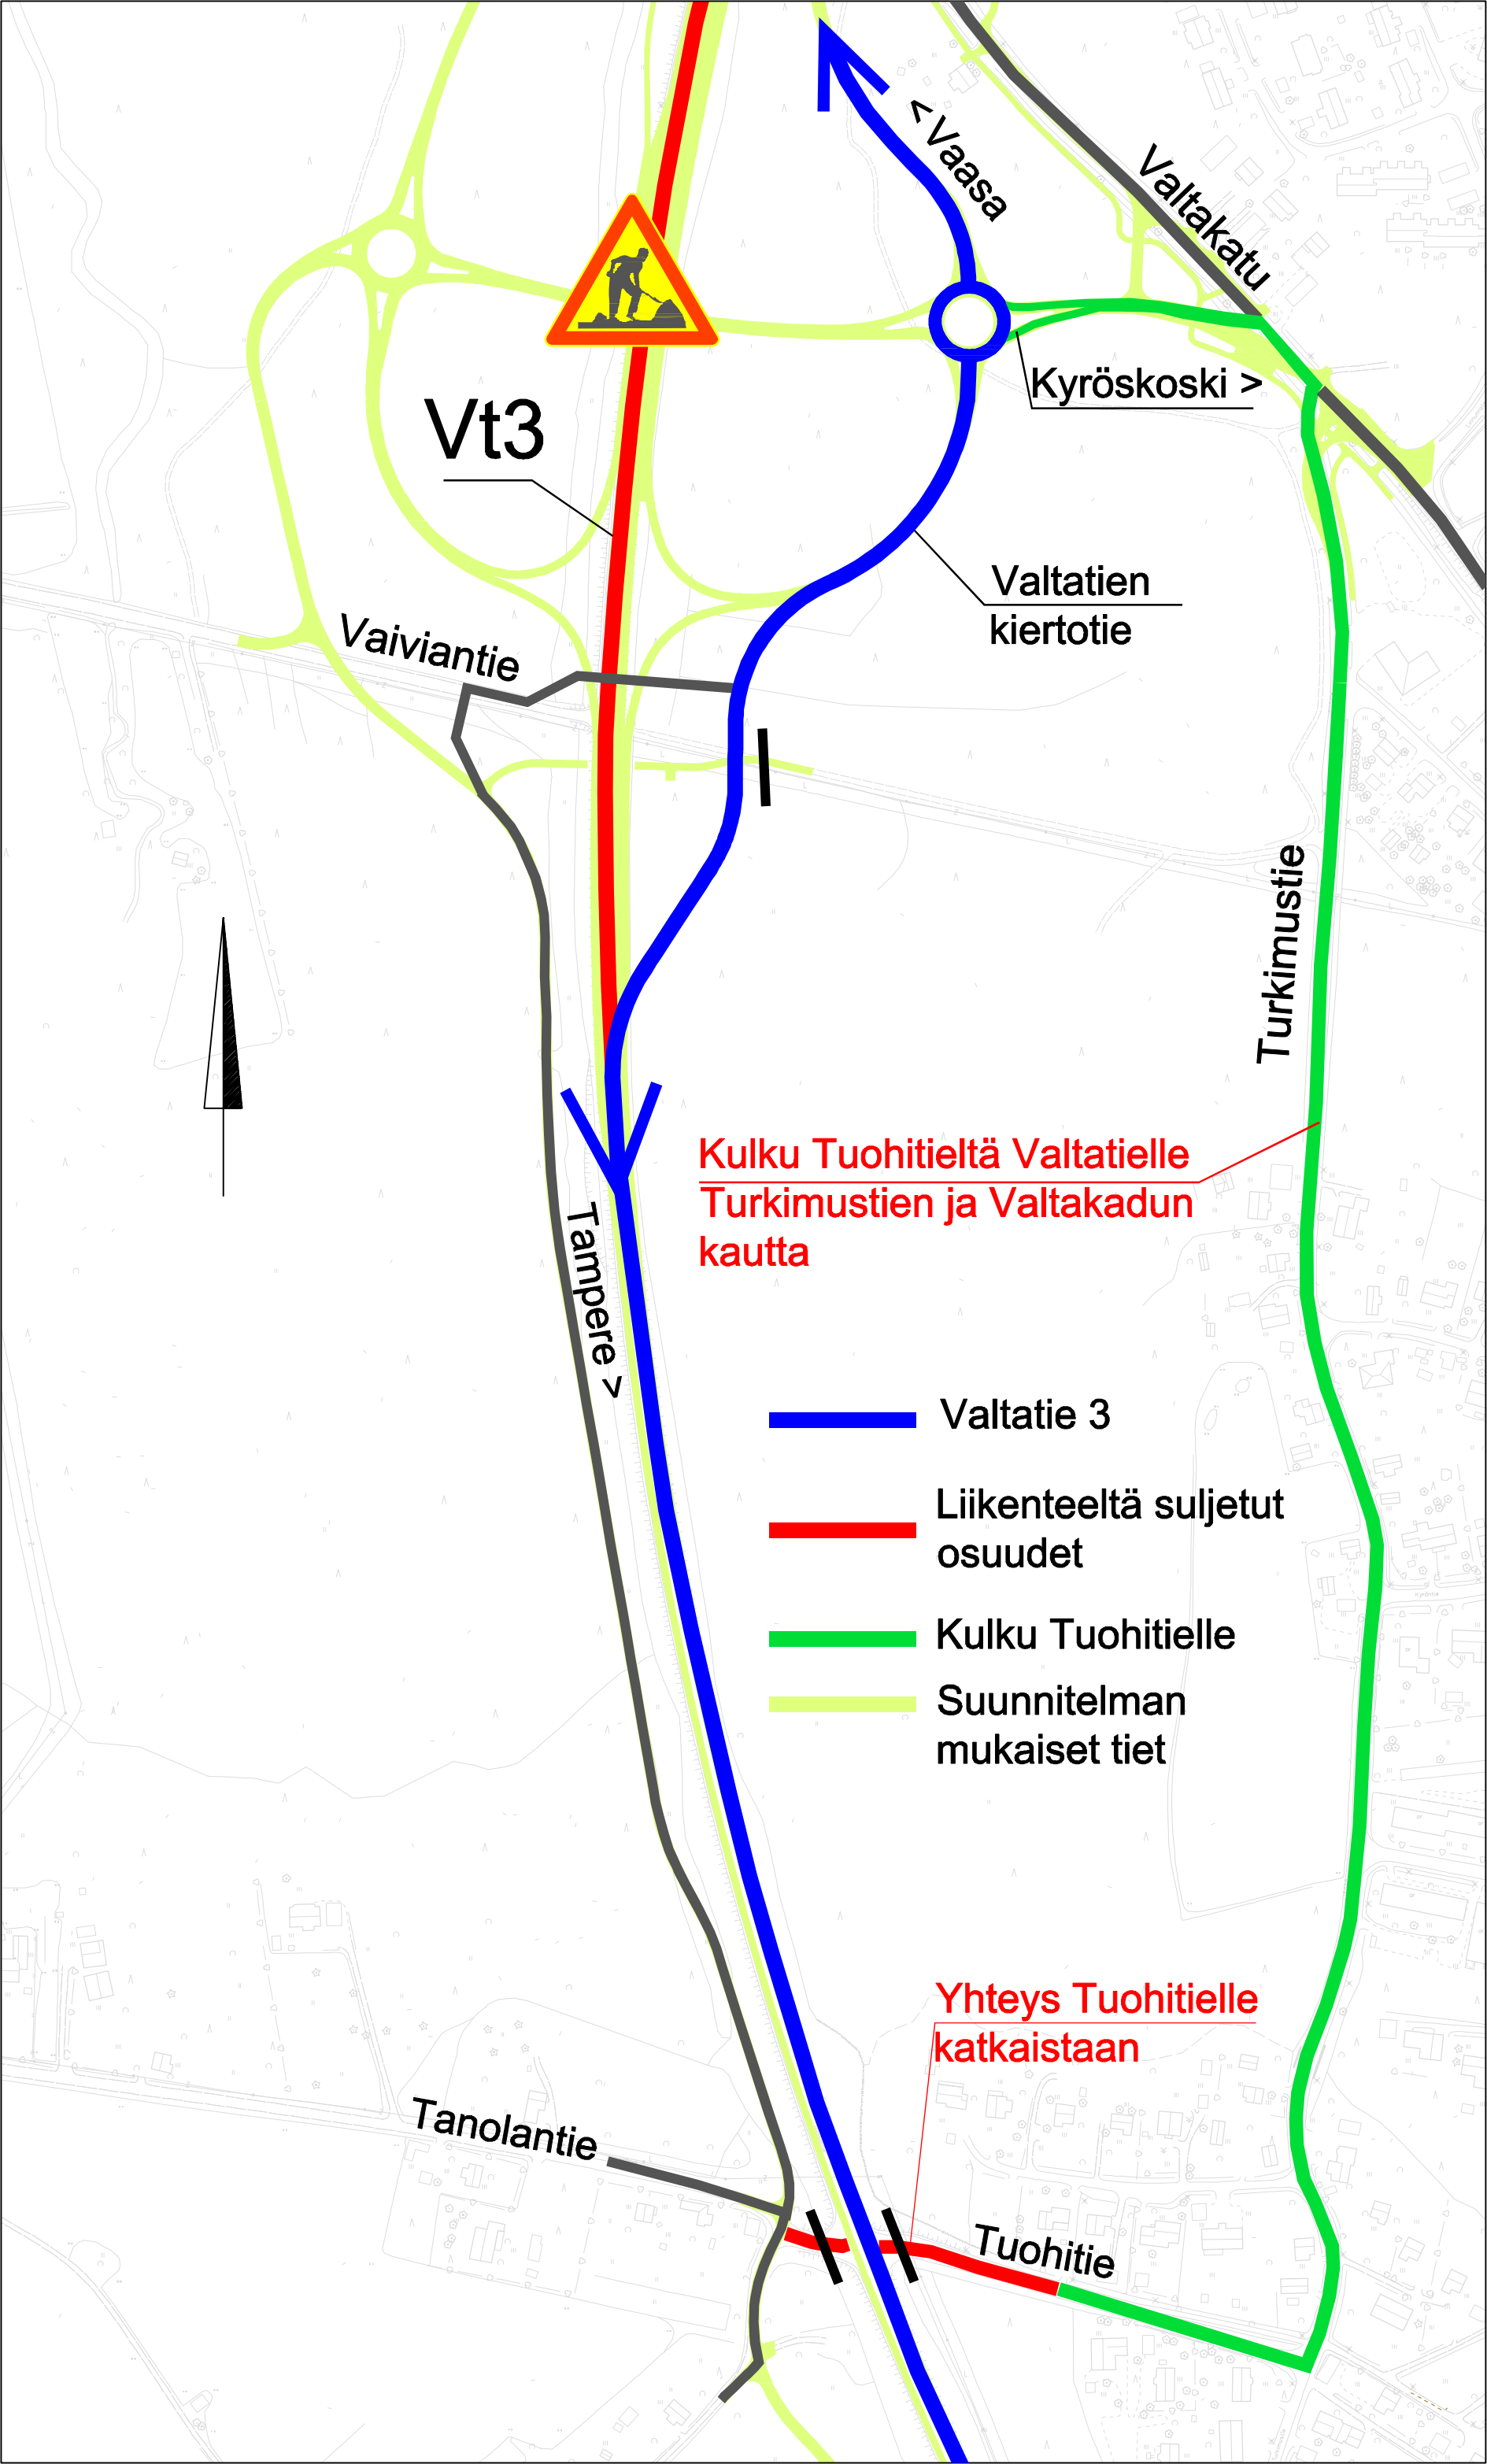 < Vaasa
Valtakatu
Kyröskoski >
Vt3
Valtatien
kiertotie
Vaiviantie
Turkimustie
Kulku Tuohitieltä Valtatielle
Turkimustien ja Valtakadun
kautta
Tampere >
Valtatie 3
Liikenteeltä suljetut
osuudet
Kulku Tuohitielle
Suunnitelman
mukaiset tiet
Yhteys Tuohitielle
katkaistaan
Tanolantie
Tuohitie